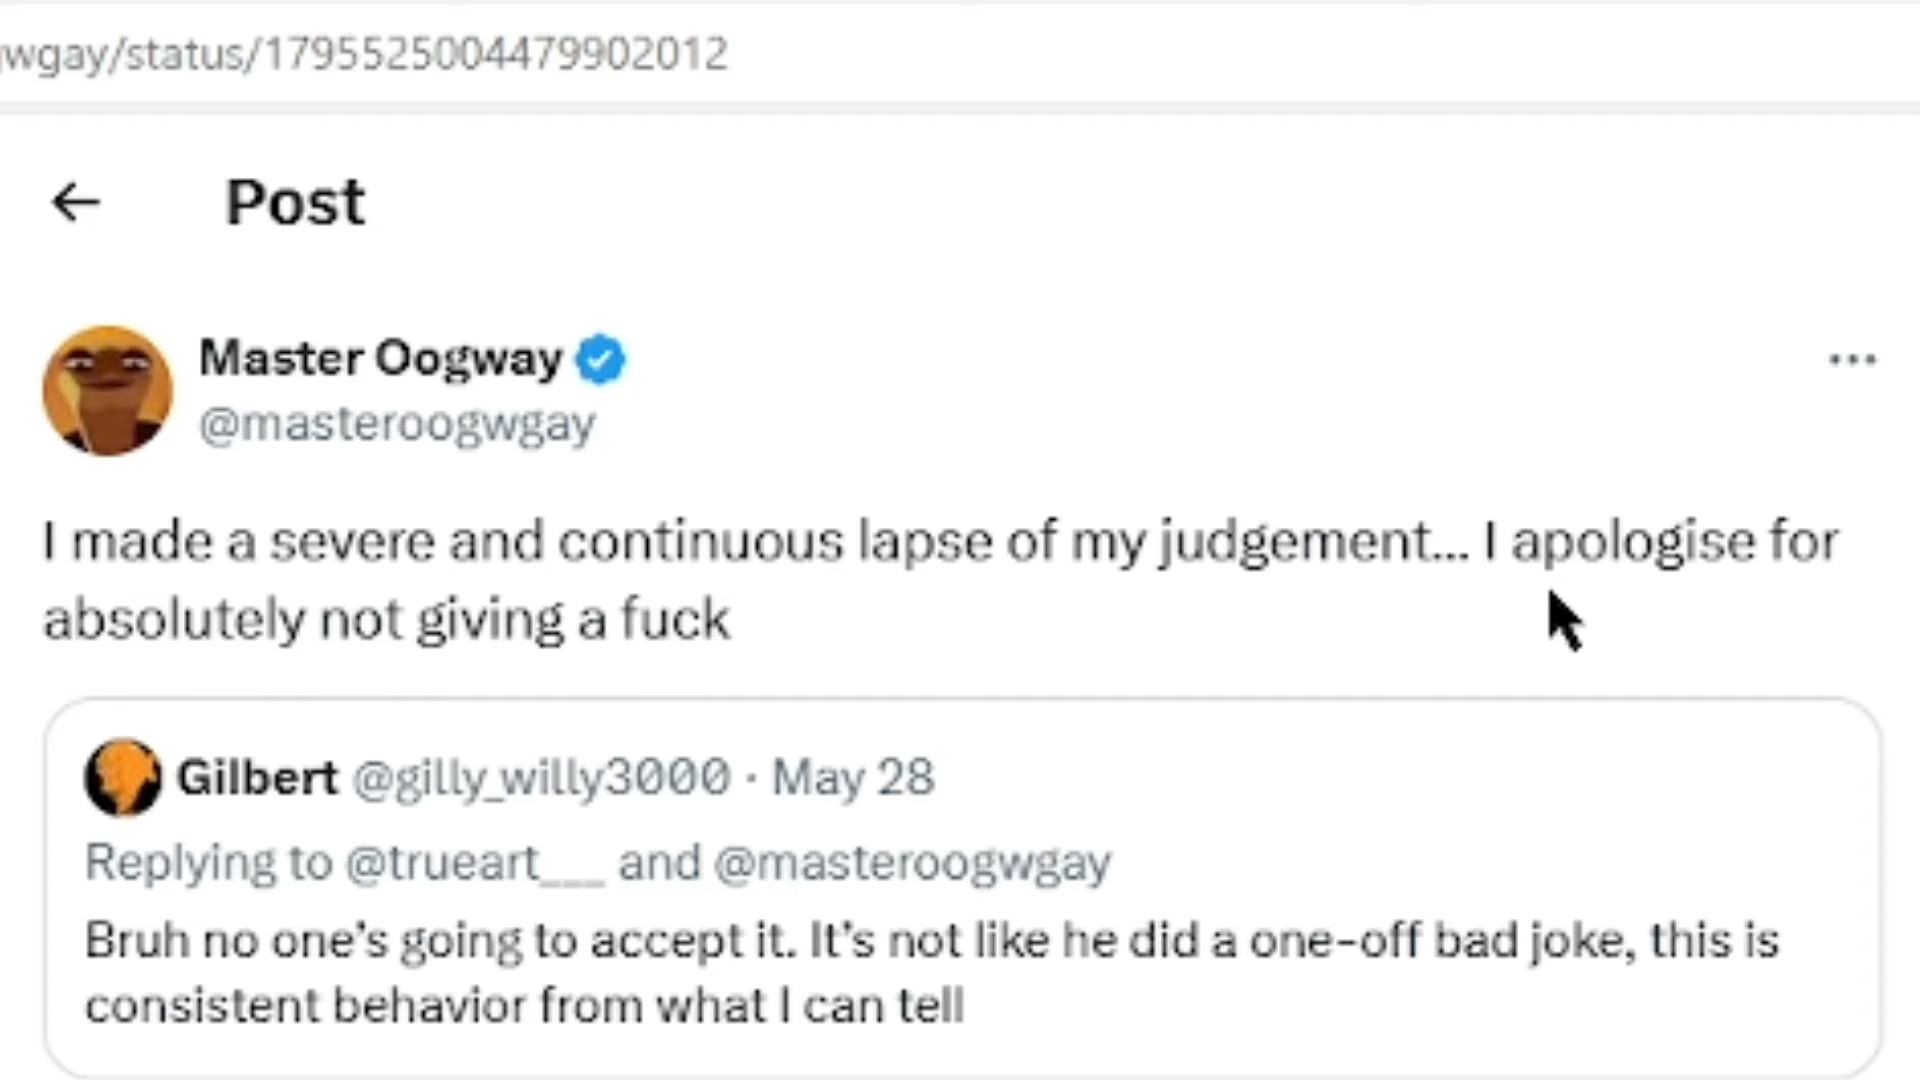 wgay/status/1795525004479902012
Post
Master Oogway
@masteroogwgay
I made a severe and continuous lapse of my judgement... I apologise for
absolutely not giving a fuck
Gilbert @gilly_willy3000 · May 28
Replying to @trueart___ and @masteroogwgay
Bruh no one's going to accept it. It's not like he did a one-off bad joke, this is
consistent behavior from what I can tell